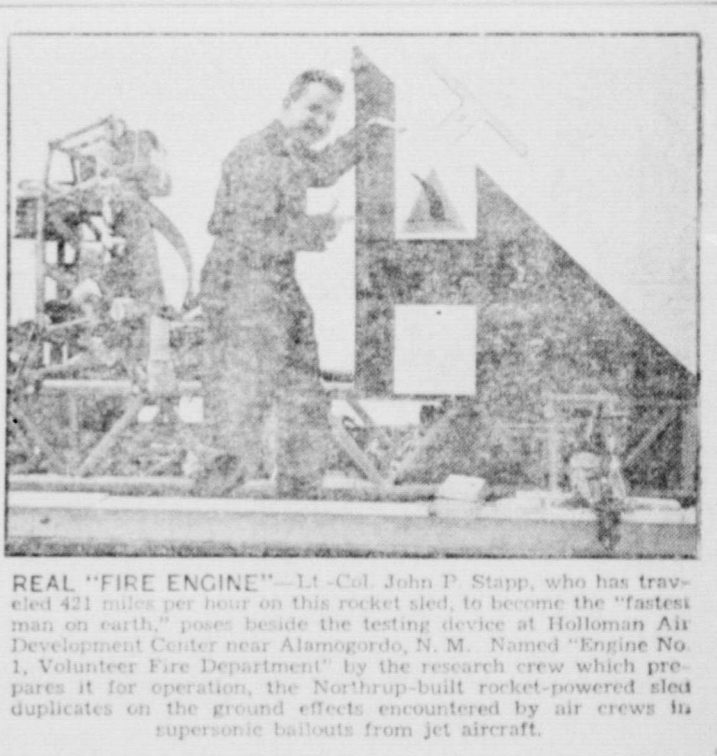 REAL "FIRE ENGINE"—Lt.-Col. John P. Stapp, who has trav-
eled 421 miles per hour on this rocket sled, to become the "fastest
man on earth," poses beside the testing device at Holloman Air
Development Center near Alamogordo, N. M. Named "Engine No.
1, Volunteer Fire Department" by the research crew which pre-
pares it for operation, the Northrup-built rocket-powered sled
duplicates on the ground effects encountered by air crews in
supersonic bailouts from jet aircraft.